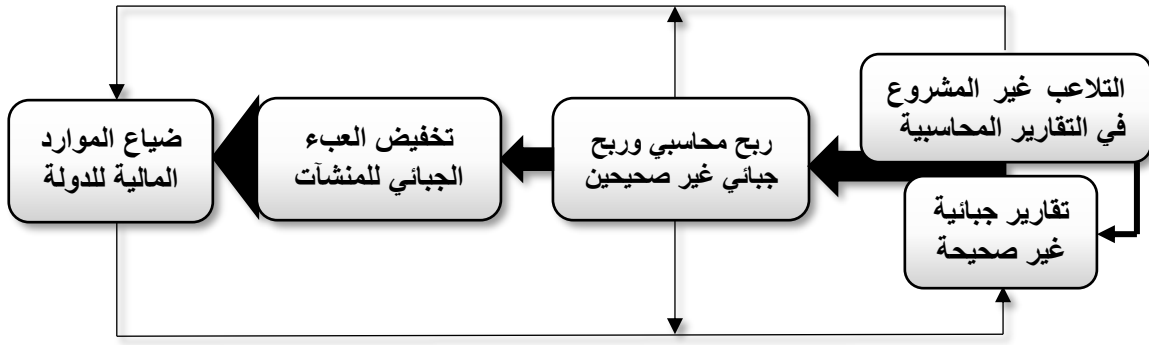 التلاعب غير المشروع
في التقارير المحاسبية
تقارير جبائية
غير صحيحة
ربح محاسبي وربح
جبائي غير صحيحين
تخفيض العبء
الجبائي للمنشآت
ضياع الموارد
المالية للدولة